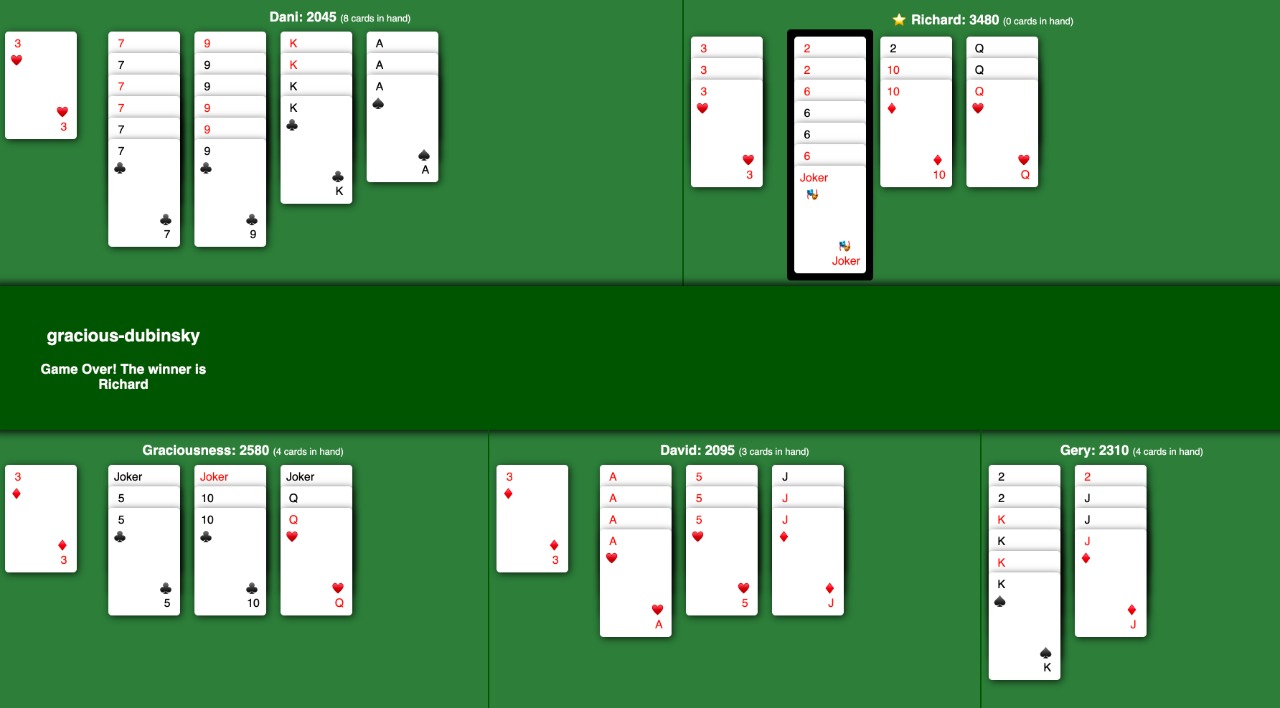 Dani: 2045 (8 cards in hand)
3
3
7
7
7
7
7
7
7
9
9
9
9
9
9
9
K
K
K
K
K
A
A
A
A
⭐ Richard: 3480 (0 cards in hand)
3
3
3
3
2
2
6
6
6
6
Joker
Joker
2
10
10
10
Q
Q
Q
Q
gracious-dubinsky
Game Over! The winner is
Richard
Graciousness: 2580 (4 cards in hand)
3
3
Joker
5
5
5
Joker
10
10
10
Joker
Q
Q
Q
David: 2095 (3 cards in hand)
3
3
A
A
A
A
A
5
5
5
5
J
J
J
J
Gery: 2310 (4 cards in hand)
2
2
K
K
K
K
K
2
J
J
J
J